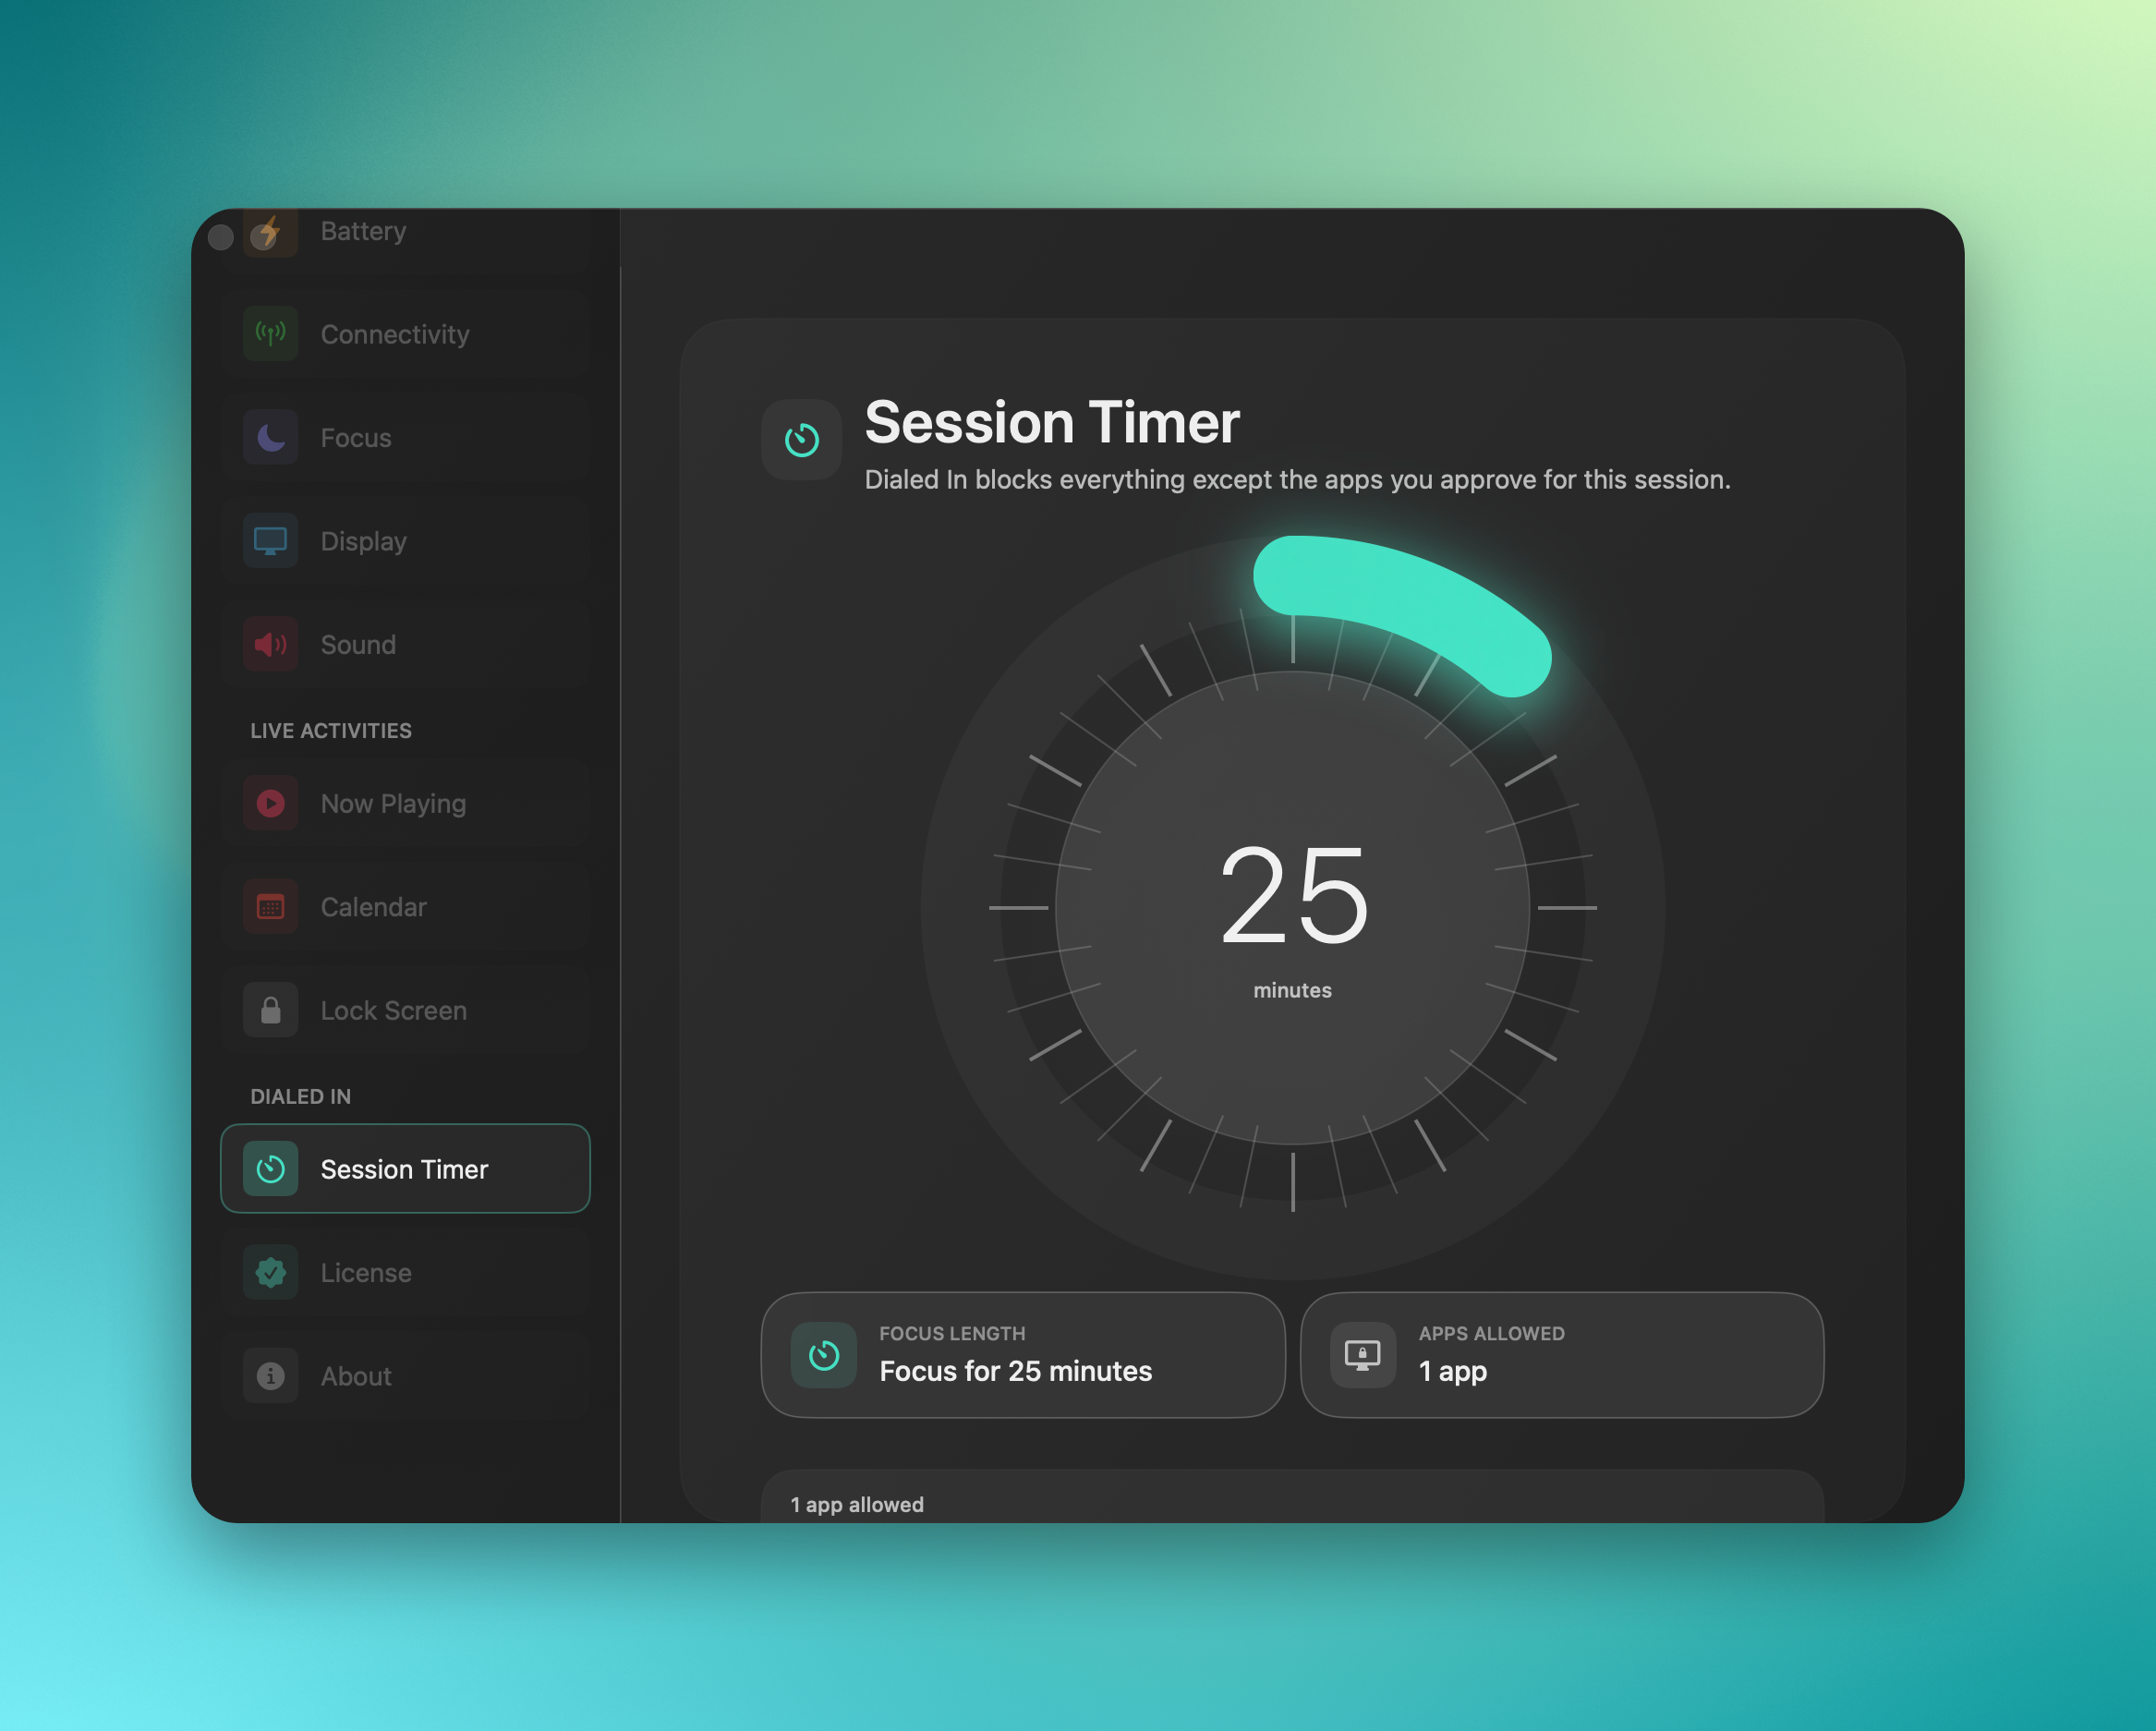 Battery
Connectivity
Focus
Display
Sound
LIVE ACTIVITIES
Now Playing
Calendar
Lock Screen
DIALED IN
Session Timer
License
About
Session Timer
Dialed In blocks everything except the apps you approve for this session.
25
minutes
FOCUS LENGTH
Focus for 25 minutes
APPS ALLOWED
1 app
1 app allowed